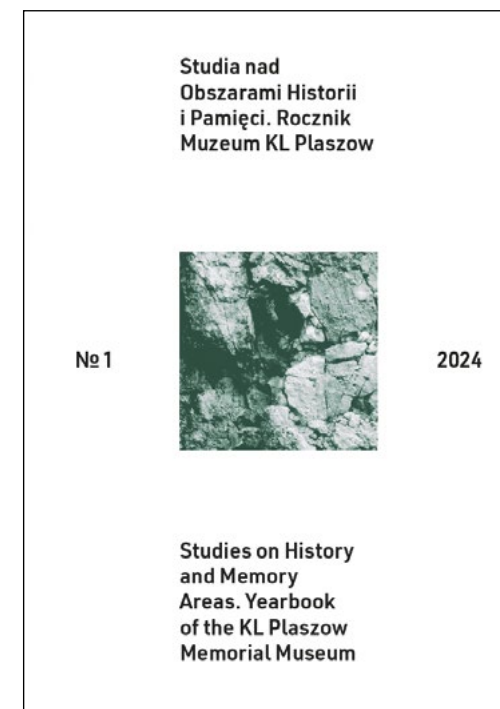 Studia nad
Obszarami Historii
i Pamięci. Rocznik
Muzeum KL Plaszow
№ 1
2024
Studies on History
and Memory
Areas. Yearbook
of the KL Plaszow
Memorial Museum